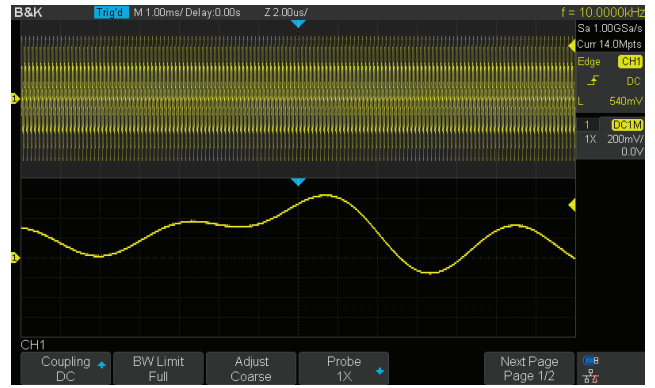 B&K Trig'd M 1.00ms/ Delay:0.00s Z 2.00us/ f = 10.0000kHz
Sa 1.00GSa/s
Curr 14.0Mpts
Edge CH1
DC
L 540mV
1 DC1M
1X 200mV/
0.0V
1
1
CH1
Coupling BW Limit Adjust Probe Next Page
DC Full Coarse 1X Page 1/2